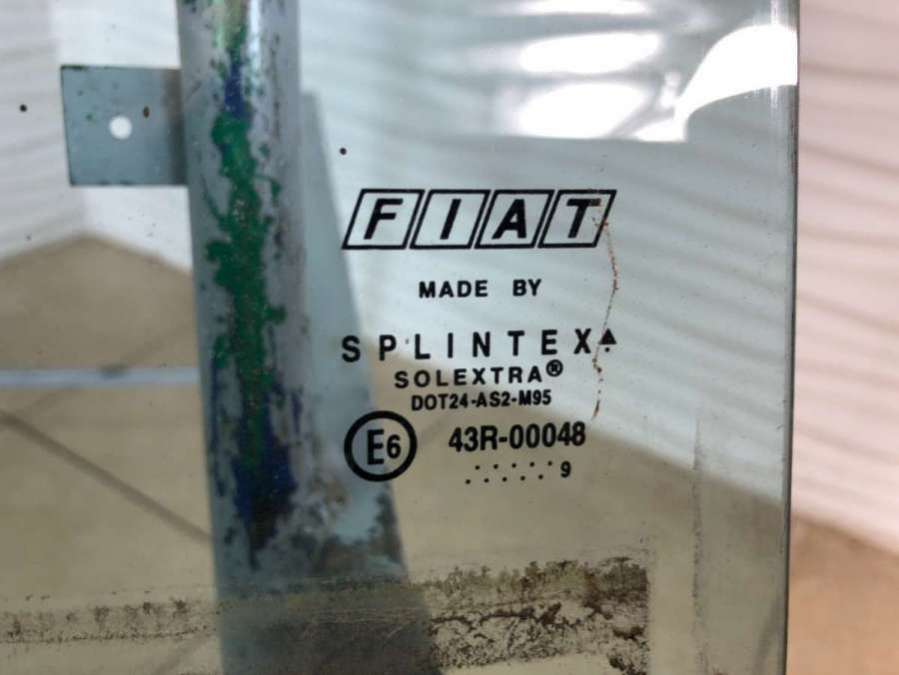 FIAT
MADE BY
SPLINTEX
SOLEXTRA®
DOT24-AS2-M95
E6 43R-00048
. . . . . . 9
. . . . . .